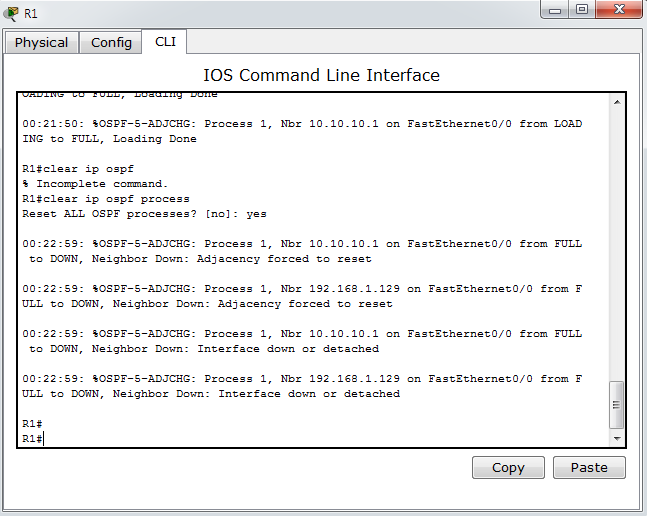 R1
Physical Config CLI
IOS Command Line Interface
OADING to FULL, Loading Done
00:21:50: %OSPF-5-ADJCHG: Process 1, Nbr 10.10.10.1 on FastEthernet0/0 from LOAD
ING to FULL, Loading Done
R1#clear ip ospf
% Incomplete command.
R1#clear ip ospf process
Reset ALL OSPF processes? [no]: yes
00:22:59: %OSPF-5-ADJCHG: Process 1, Nbr 10.10.10.1 on FastEthernet0/0 from FULL
to DOWN, Neighbor Down: Adjacency forced to reset
00:22:59: %OSPF-5-ADJCHG: Process 1, Nbr 192.168.1.129 on FastEthernet0/0 from F
ULL to DOWN, Neighbor Down: Adjacency forced to reset
00:22:59: %OSPF-5-ADJCHG: Process 1, Nbr 10.10.10.1 on FastEthernet0/0 from FULL
to DOWN, Neighbor Down: Interface down or detached
00:22:59: %OSPF-5-ADJCHG: Process 1, Nbr 192.168.1.129 on FastEthernet0/0 from F
ULL to DOWN, Neighbor Down: Interface down or detached
R1#
R1#
Copy Paste